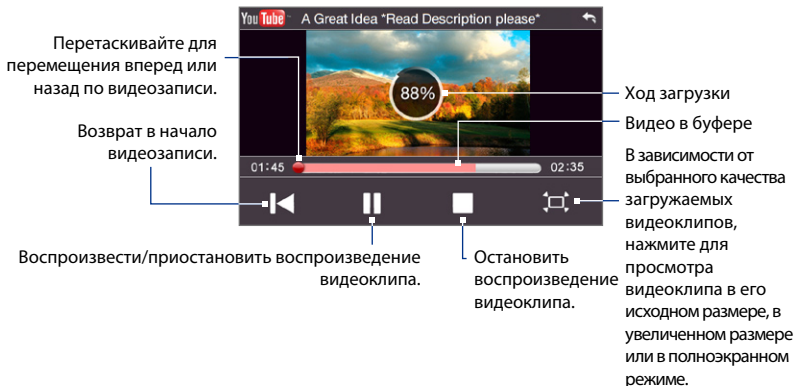 You Tube A Great Idea *Read Description please*
Перетаскивайте для
перемещения вперед или
назад по видеозаписи.
88%
Ход загрузки
Видео в буфере
Возврат в начало
видеозаписи.
01:45
02:35
В зависимости от
выбранного качества
загружаемых
видеоклипов,
нажмите для
просмотра
видеоклипа в его
исходном размере, в
увеличенном размере
или в полноэкранном
режиме.
Воспроизвести/приостановить воспроизведение
видеоклипа.
Остановить
воспроизведение
видеоклипа.